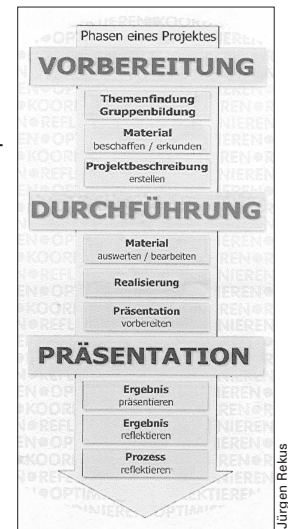 Phasen eines Projektes
VORBEREITUNG
Themenfindung
Gruppenbildung
Material
beschaffen / erkunden
Projektbeschreibung
erstellen
DURCHFÜHRUNG
Material
auswerten / bearbeiten
Realisierung
Präsentation
vorbereiten
PRÄSENTATION
Ergebnis
präsentieren
Ergebnis
reflektieren
Prozess
reflektieren
Jürgen Rekus